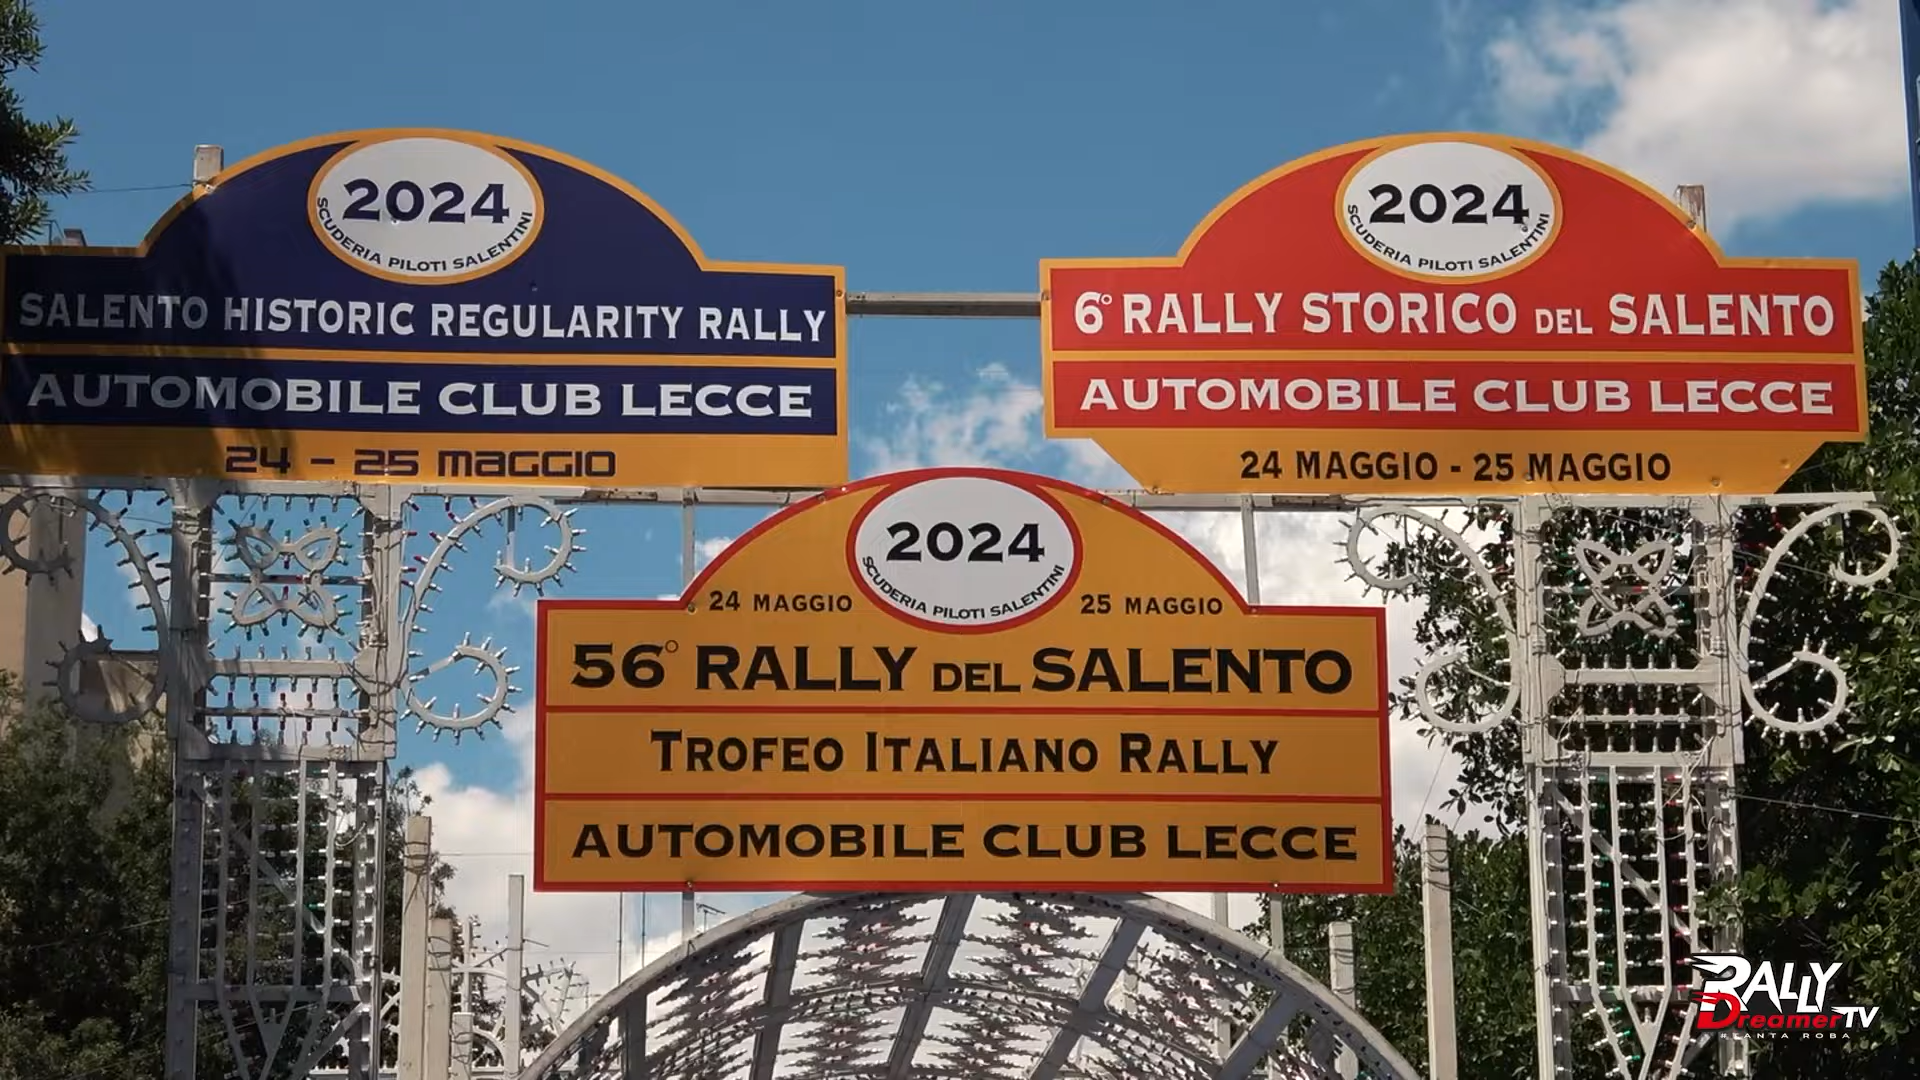 2024
SCUDERIA PILOTI SALENTINI
SALENTO HISTORIC REGULARITY RALLY
AUTOMOBILE CLUB LECCE
24 - 25 MAGGIO
2024
SCUDERIA PILOTI SALENTINI
6° RALLY STORICO DEL SALENTO
AUTOMOBILE CLUB LECCE
24 MAGGIO - 25 MAGGIO
2024
SCUDERIA PILOTI SALENTINI
24 MAGGIO 25 MAGGIO
56° RALLY DEL SALENTO
TROFEO ITALIANO RALLY
AUTOMOBILE CLUB LECCE
RALLY
DreamerTV
ROBA